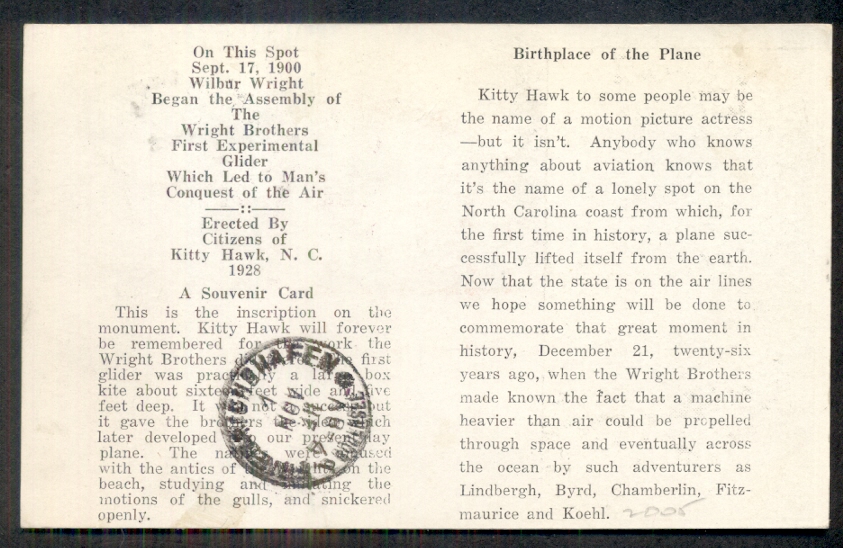 On This Spot
Sept. 17, 1900
Wilbur Wright
Began the Assembly of
The
Wright Brothers
First Experimental
Glider
Which Led to Man's
Conquest of the Air
——::——
Erected By
Citizens of
Kitty Hawk, N. C.
1928
A Souvenir Card
This is the inscription on the
monument. Kitty Hawk will forever
be remembered for the work the
Wright Brothers first
glider was practically a large box
kite about sixteen feet wide and five
feet deep. It was not a success but
it gave the brothers the idea which
later developed our present day
plane. The natives were amused
with the antics of the on the
beach, studying and imitating the
motions of the gulls, and snickered
openly.
Birthplace of the Plane
Kitty Hawk to some people may be
the name of a motion picture actress
—but it isn't. Anybody who knows
anything about aviation knows that
it's the name of a lonely spot on the
North Carolina coast from which, for
the first time in history, a plane suc-
cessfully lifted itself from the earth.
Now that the state is on the air lines
we hope something will be done to
commemorate that great moment in
history, December 21, twenty-six
years ago, when the Wright Brothers
made known the fact that a machine
heavier than air could be propelled
through space and eventually across
the ocean by such adventurers as
Lindbergh, Byrd, Chamberlin, Fitz-
maurice and Koehl. 2005